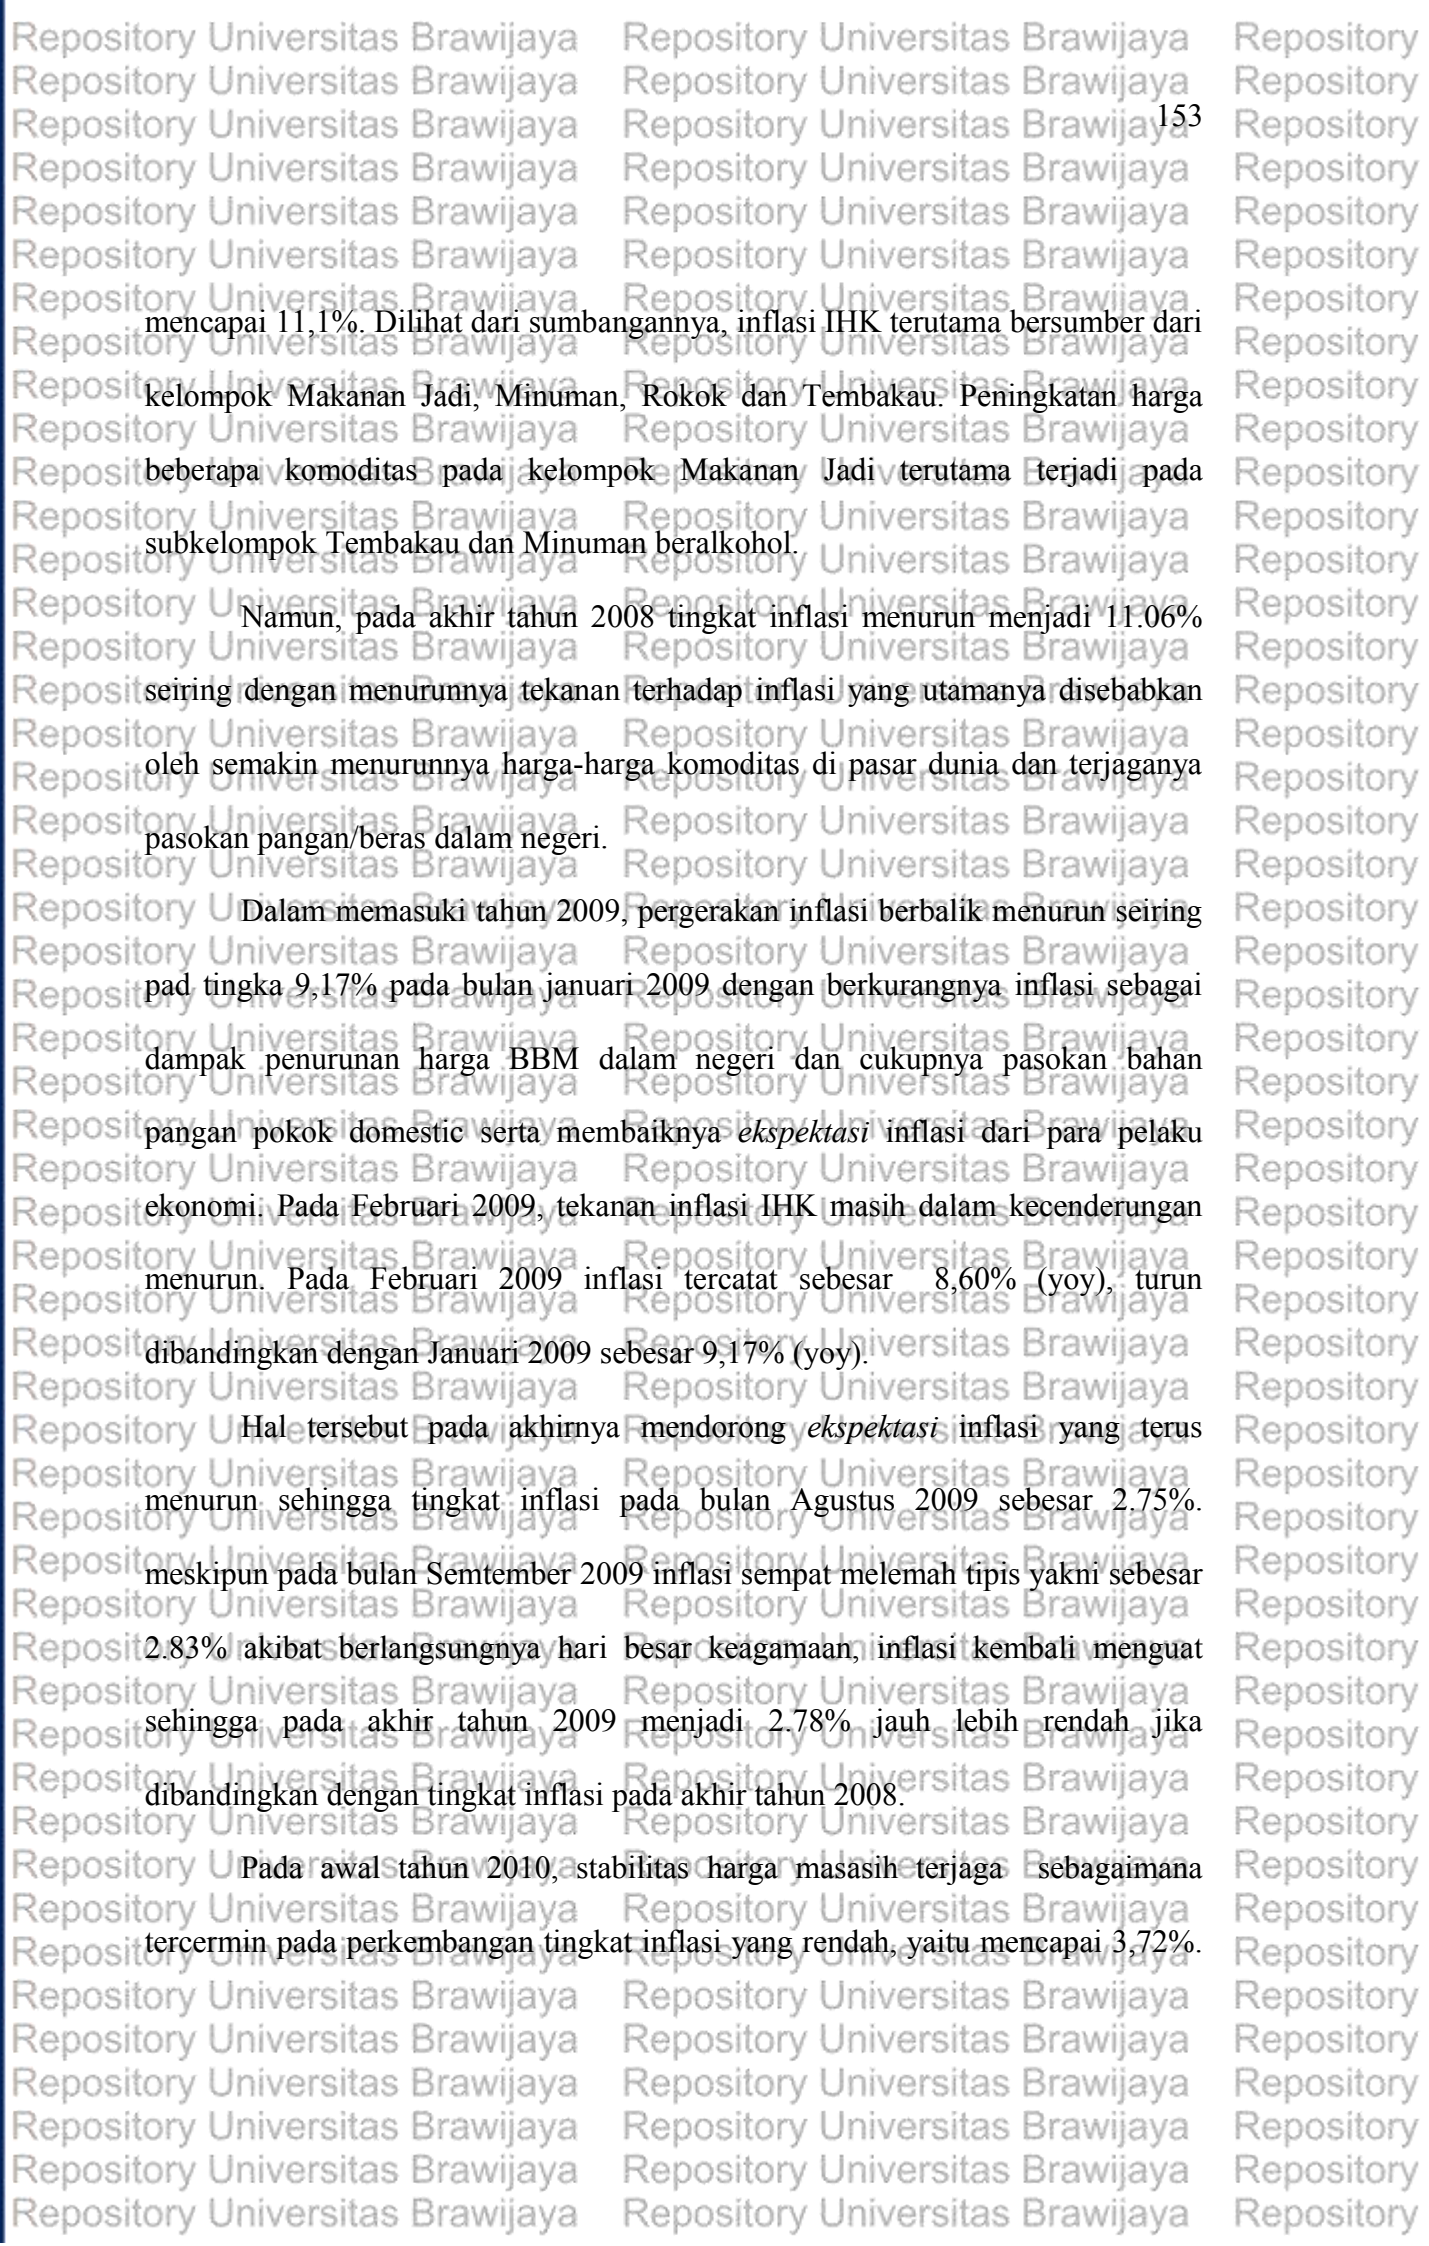 153
mencapai 11,1%. Dilihat dari sumbangannya, inflasi IHK terutama bersumber dari
kelompok Makanan Jadi, Minuman, Rokok dan Tembakau. Peningkatan harga
beberapa komoditas pada kelompok Makanan Jadi terutama terjadi pada
subkelompok Tembakau dan Minuman beralkohol.
Namun, pada akhir tahun 2008 tingkat inflasi menurun menjadi 11.06%
seiring dengan menurunnya tekanan terhadap inflasi yang utamanya disebabkan
oleh semakin menurunnya harga-harga komoditas di pasar dunia dan terjaganya
pasokan pangan/beras dalam negeri.
Dalam memasuki tahun 2009, pergerakan inflasi berbalik menurun seiring
pad tingka 9,17% pada bulan januari 2009 dengan berkurangnya inflasi sebagai
dampak penurunan harga BBM dalam negeri dan cukupnya pasokan bahan
pangan pokok domestic serta membaiknya ekspektasi inflasi dari para pelaku
ekonomi. Pada Februari 2009, tekanan inflasi IHK masih dalam kecenderungan
menurun. Pada Februari 2009 inflasi tercatat sebesar 8,60% (yoy), turun
dibandingkan dengan Januari 2009 sebesar 9,17% (yoy).
Hal tersebut pada akhirnya mendorong ekspektasi inflasi yang terus
menurun sehingga tingkat inflasi pada bulan Agustus 2009 sebesar 2.75%.
meskipun pada bulan Semtember 2009 inflasi sempat melemah tipis yakni sebesar
2.83% akibat berlangsungnya hari besar keagamaan, inflasi kembali menguat
sehingga pada akhir tahun 2009 menjadi 2.78% jauh lebih rendah jika
dibandingkan dengan tingkat inflasi pada akhir tahun 2008.
Pada awal tahun 2010, stabilitas harga masasih terjaga sebagaimana
tercermin pada perkembangan tingkat inflasi yang rendah, yaitu mencapai 3,72%.